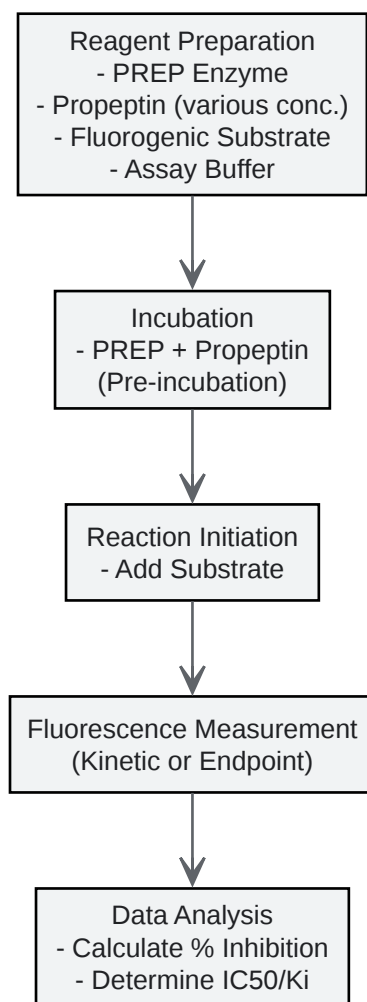 Reagent Preparation
- PREP Enzyme
- Propeptin (various conc.)
- Fluorogenic Substrate
- Assay Buffer
Incubation
- PREP + Propeptin
(Pre-incubation)
Reaction Initiation
- Add Substrate
Fluorescence Measurement
(Kinetic or Endpoint)
Data Analysis
- Calculate % Inhibition
- Determine IC50/Ki